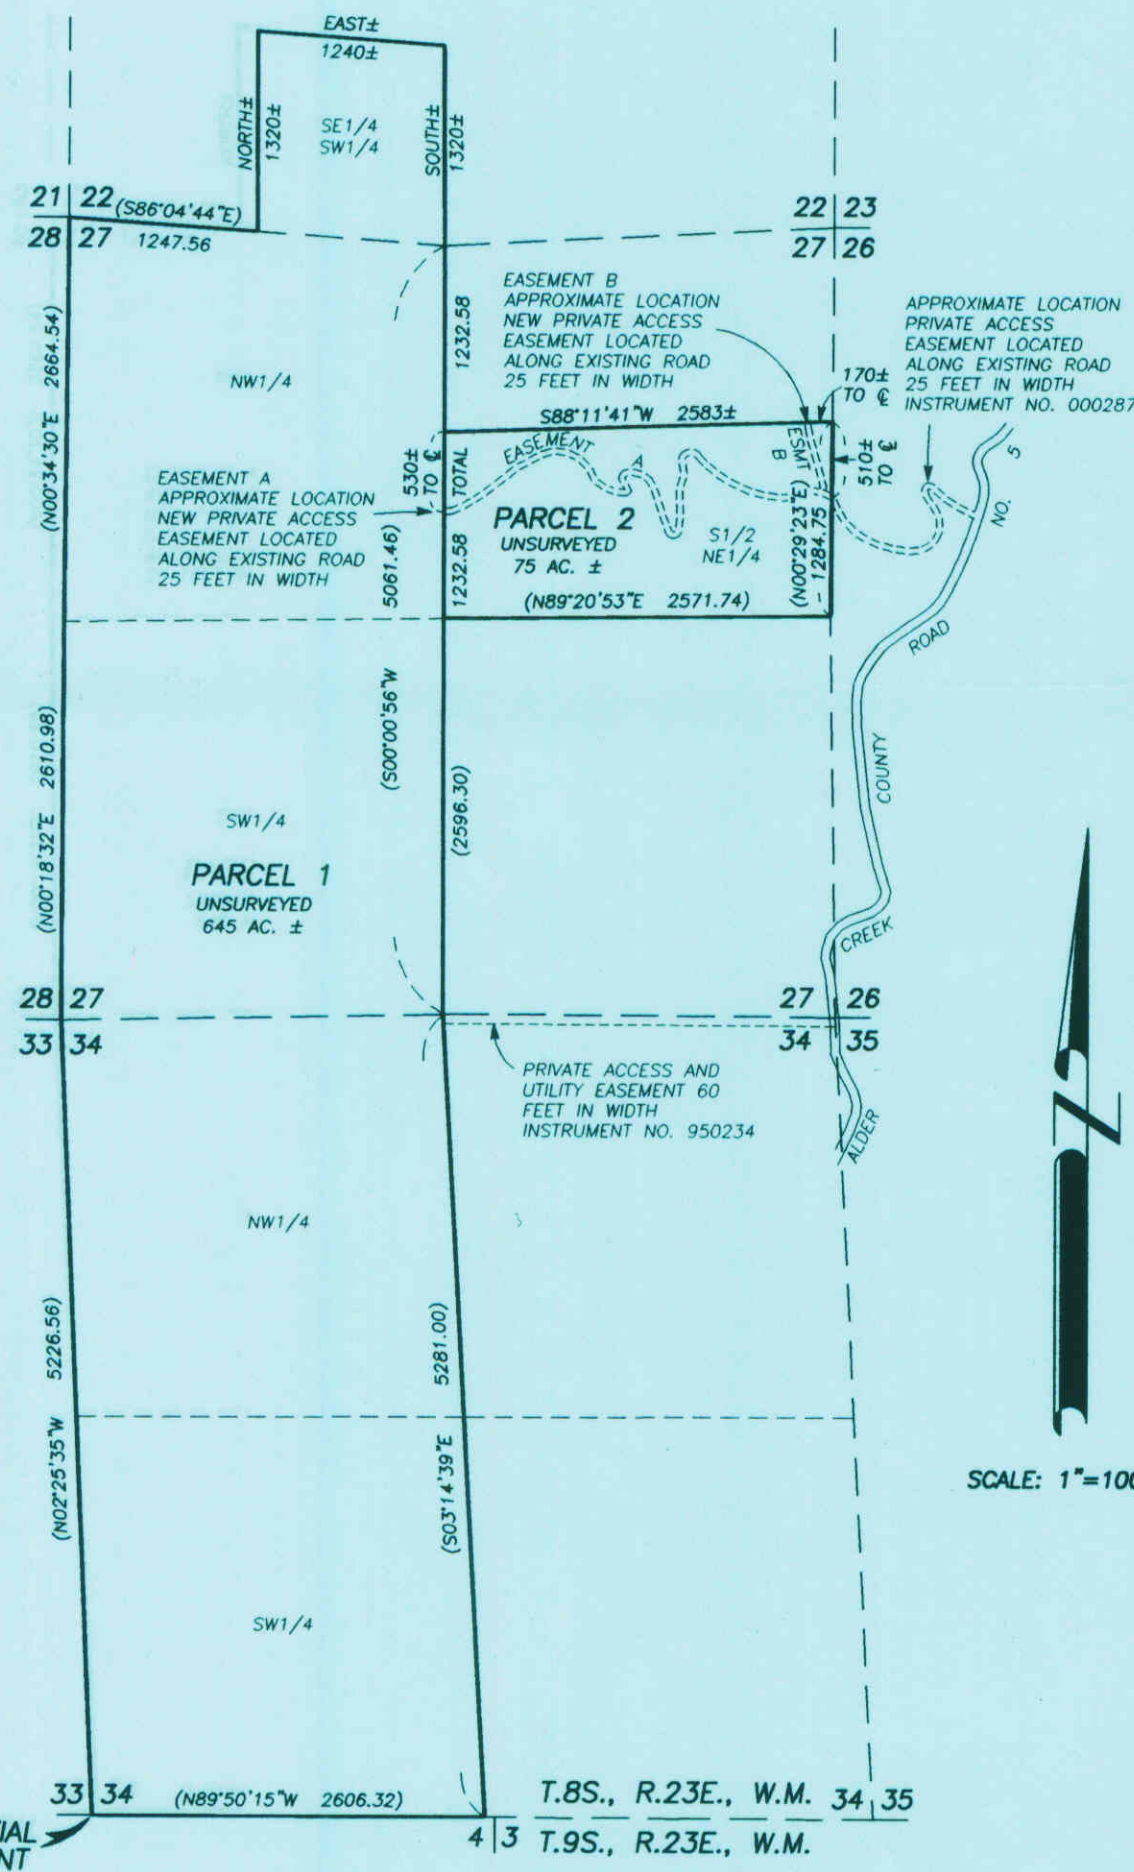 EAST±
1240±
NORTH±
1320±
SE1/4
SW1/4
SOUTH±
1320±
21 22
28 27
(S86°04'44"E)
1247.56
22 23
27 26
(N00°34'30"E 2664.54)
NW1/4
1232.58
EASEMENT B
APPROXIMATE LOCATION
NEW PRIVATE ACCESS
EASEMENT LOCATED
ALONG EXISTING ROAD
25 FEET IN WIDTH
170±
TO ℄
APPROXIMATE LOCATION
PRIVATE ACCESS
EASEMENT LOCATED
ALONG EXISTING ROAD
25 FEET IN WIDTH
INSTRUMENT NO. 000287
S88°11'41"W 2583±
EASEMENT A
APPROXIMATE LOCATION
NEW PRIVATE ACCESS
EASEMENT LOCATED
ALONG EXISTING ROAD
25 FEET IN WIDTH
530±
TO ℄
TOTAL
EASEMENT A
ESMT
B
510±
TO ℄
PARCEL 2
UNSURVEYED
75 AC. ±
S1/2
NE1/4
(N00°29'23"E)
1284.75
1232.58
(N89°20'53"E 2571.74)
(S00°00'56"W 5061.46)
(2596.30)
(N00°18'32"E 2610.98)
SW1/4
PARCEL 1
UNSURVEYED
645 AC. ±
ALDER CREEK COUNTY ROAD NO. 5
28 27
33 34
27 26
34 35
PRIVATE ACCESS AND
UTILITY EASEMENT 60
FEET IN WIDTH
INSTRUMENT NO. 950234
NW1/4
(N02°25'35"W 5226.56)
(S03°14'39"E 5281.00)
SCALE: 1"=100
SW1/4
33 34
(N89°50'15"W 2606.32)
T.8S., R.23E., W.M.
34 35
4 3
T.9S., R.23E., W.M.